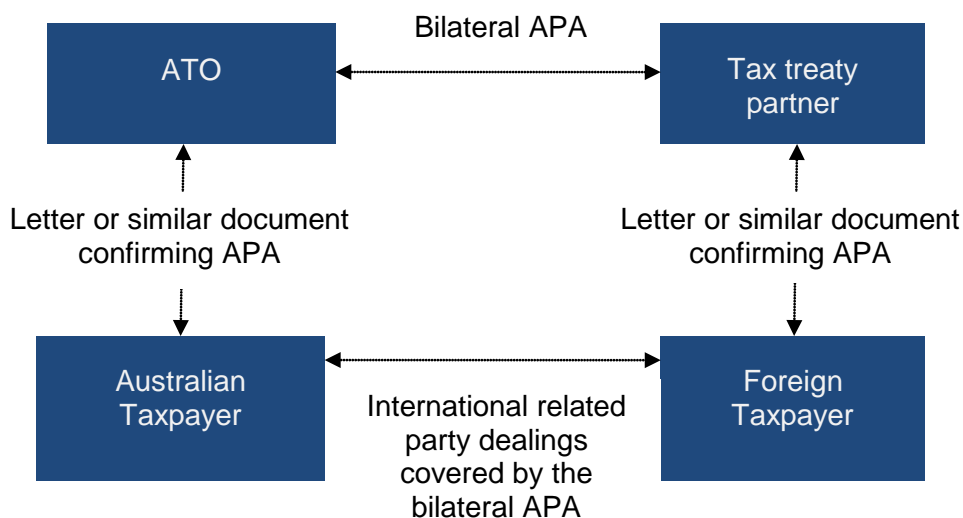 Bilateral APA
ATO
Tax treaty
partner
Letter or similar document
confirming APA
Letter or similar document
confirming APA
Australian
Taxpayer
International related
party dealings
covered by the
bilateral APA
Foreign
Taxpayer